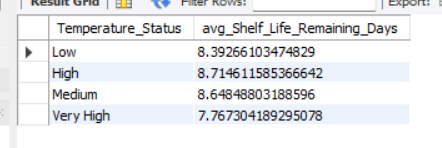 Result Grid Filter Rows: Export:
Temperature_Status avg_Shelf_Life_Remaining_Days
Low 8.39266103474829
High 8.714611585366642
Medium 8.64848803188596
Very High 7.767304189295078